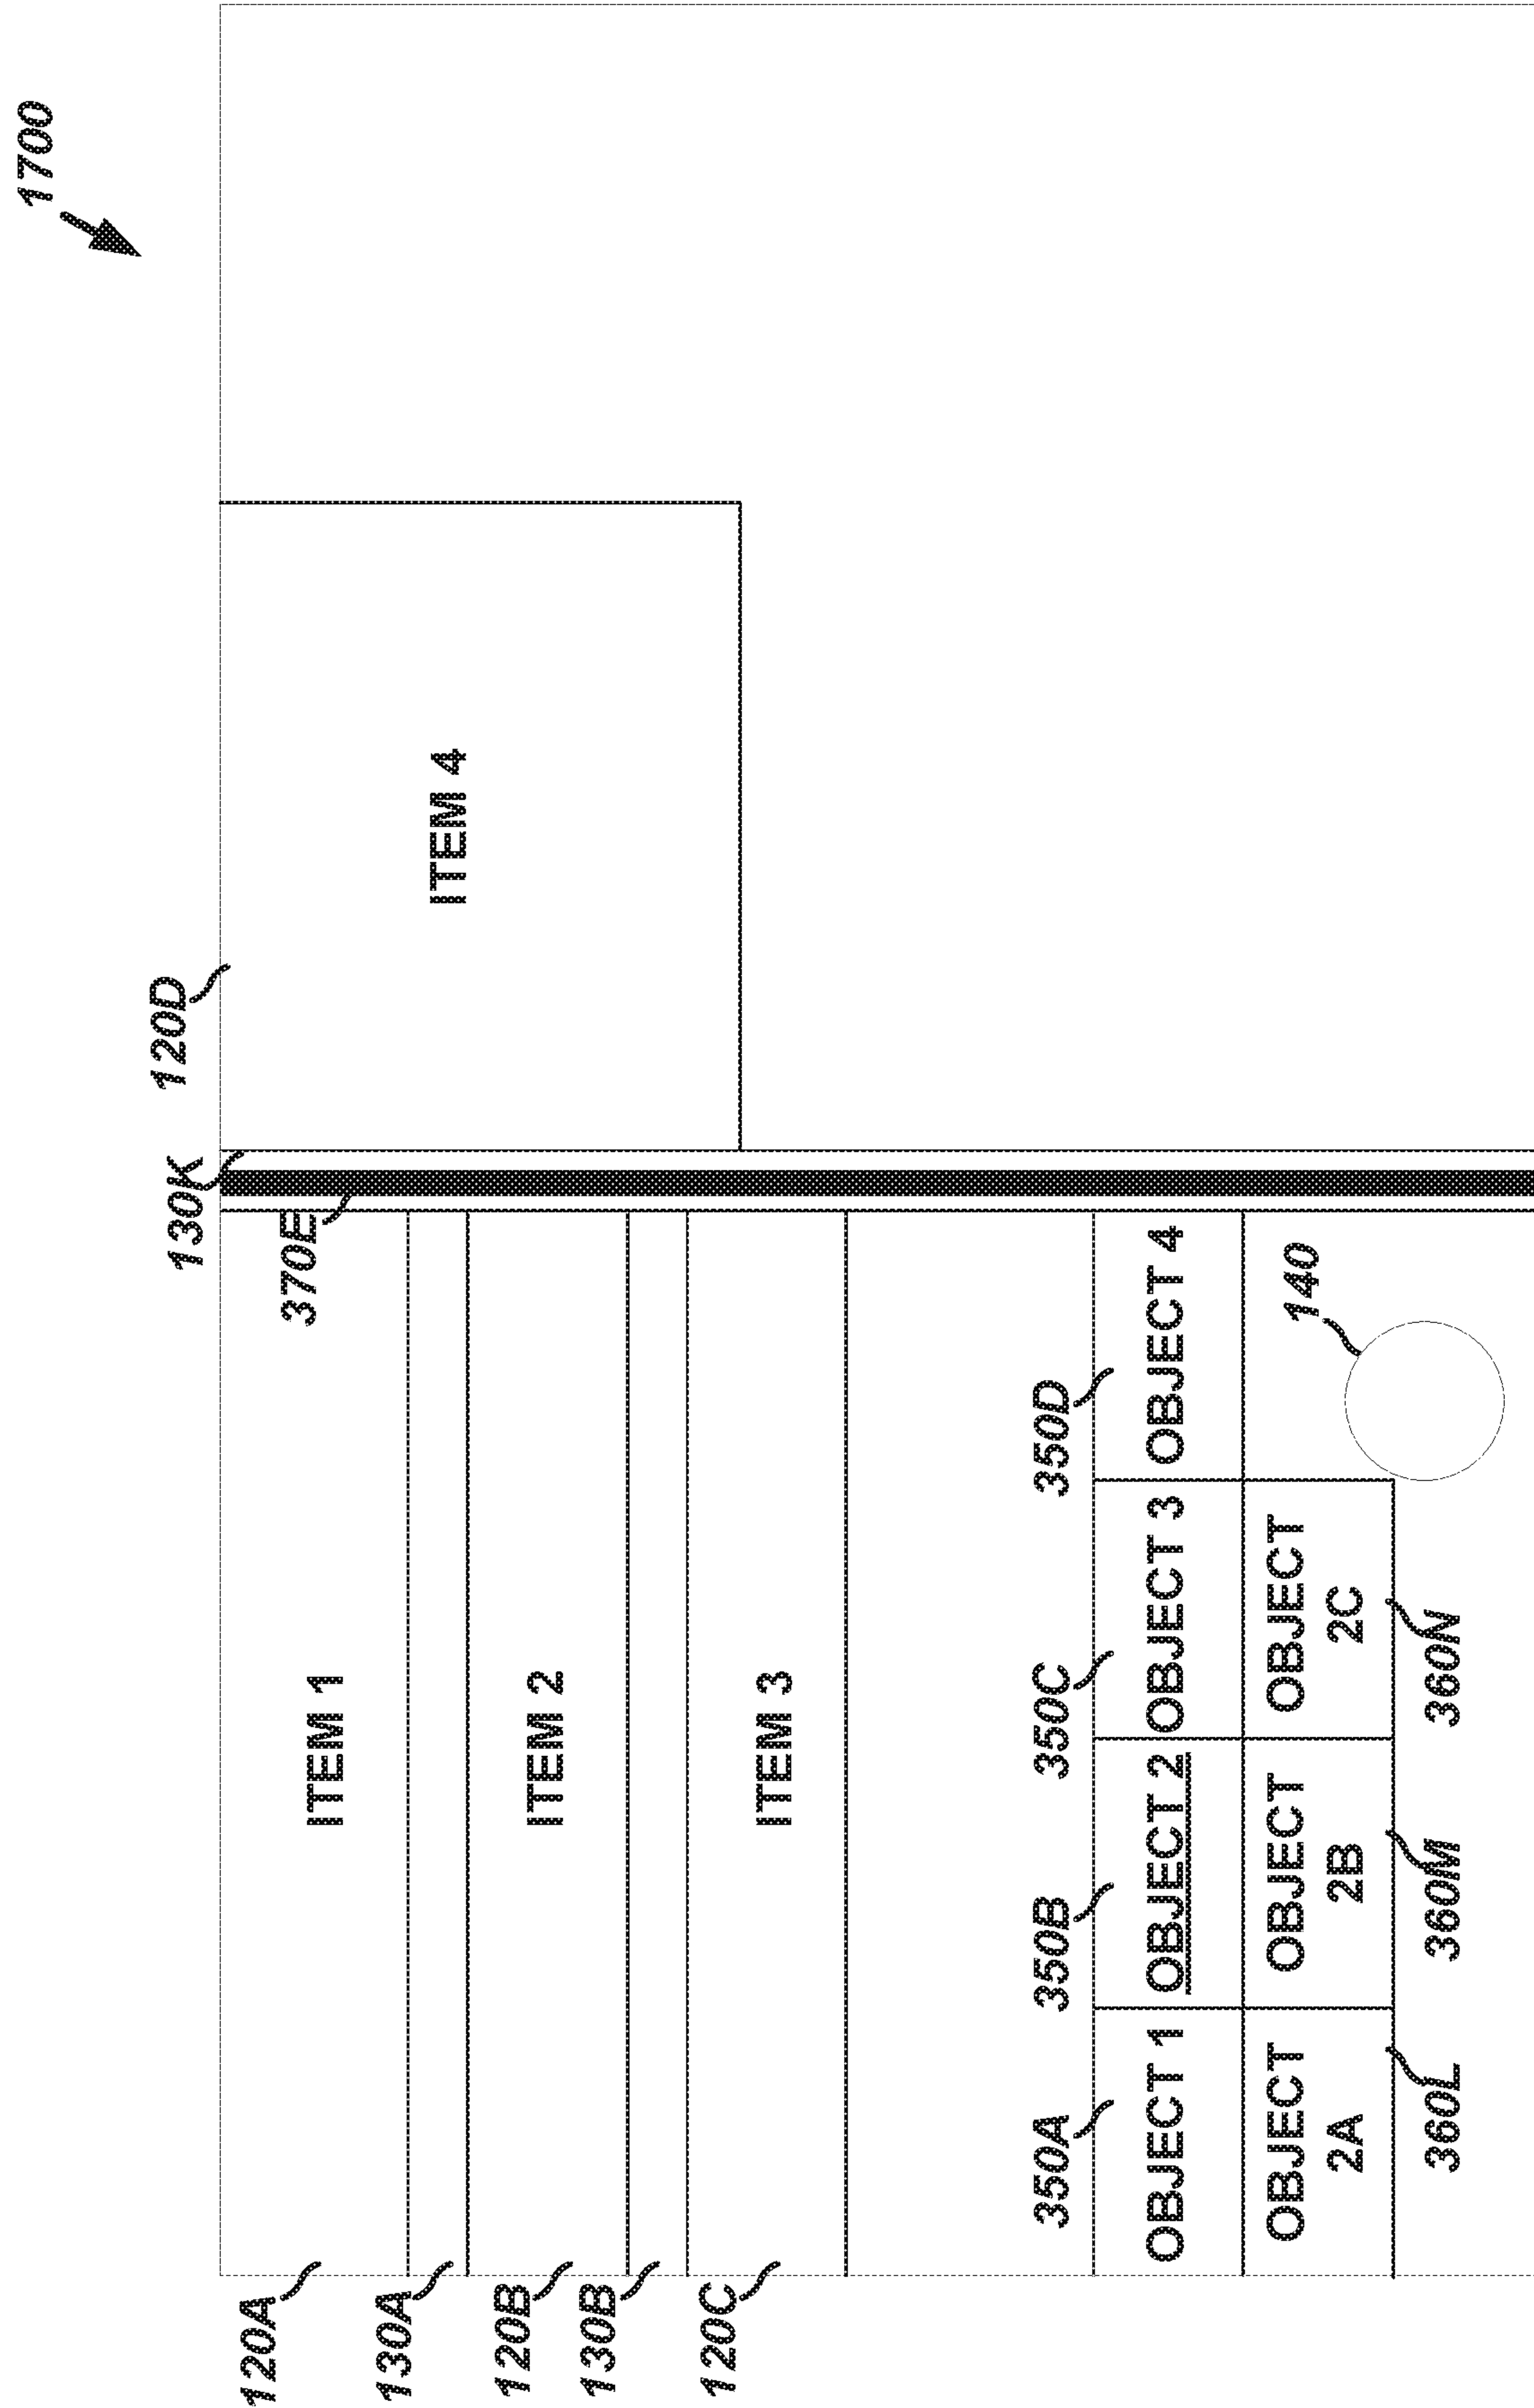 1700
120D
130K
120A
ITEM 1
370E
ITEM 4
130A
120B
ITEM 2
130B
120C
ITEM 3
350A
350B
350C
350D
OBJECT 1
OBJECT 2
OBJECT 3
OBJECT 4
140
OBJECT
2A
OBJECT
2B
OBJECT
2C
360L
360M
360N